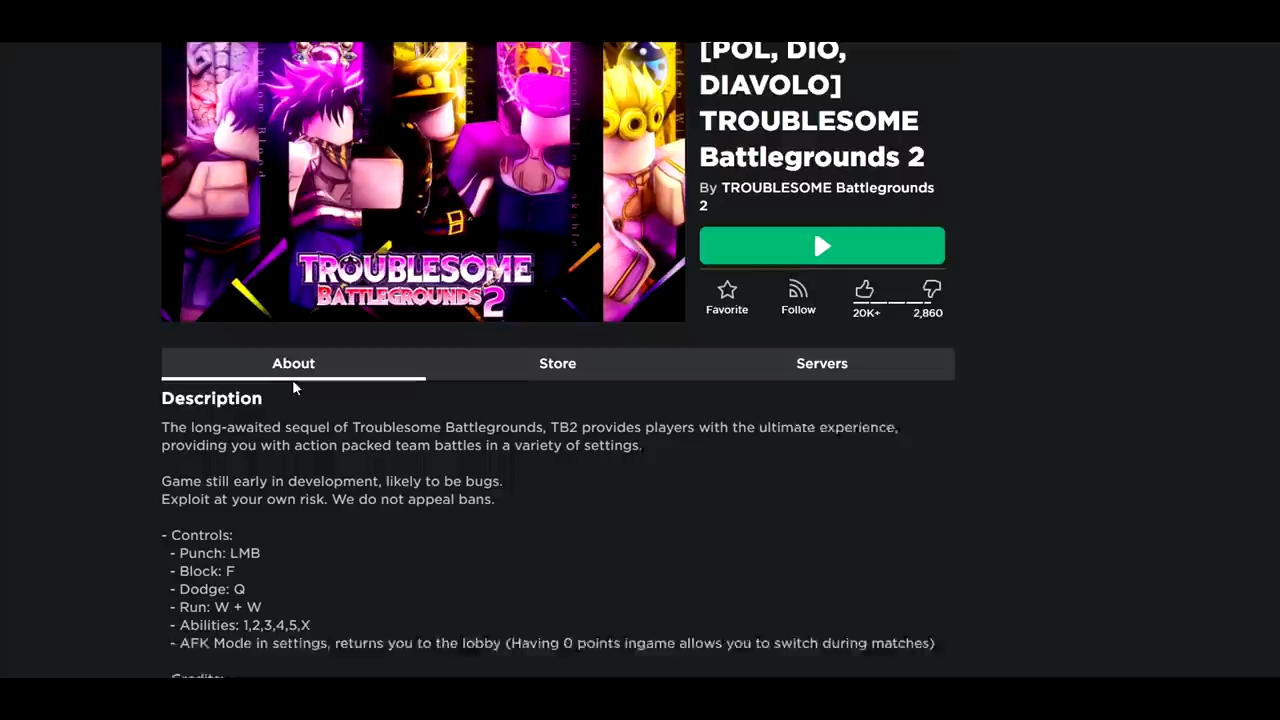 [POL, DIO,
DIAVOLO]
TROUBLESOME
Battlegrounds 2
By TROUBLESOME Battlegrounds
2
TROUBLESOME
BATTLEGROUNDS 2
Favorite
Follow
20K+
2,860
About
Store
Servers
Description
The long-awaited sequel of Troublesome Battlegrounds, TB2 provides players with the ultimate experience,
providing you with action packed team battles in a variety of settings.
Game still early in development, likely to be bugs.
Exploit at your own risk. We do not appeal bans.
- Controls:
- Punch: LMB
- Block: F
- Dodge: Q
- Run: W + W
- Abilities: 1,2,3,4,5,X
- AFK Mode in settings, returns you to the lobby (Having 0 points ingame allows you to switch during matches)